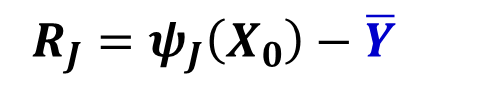 R_J = ψ_J(X_0) − Y̅